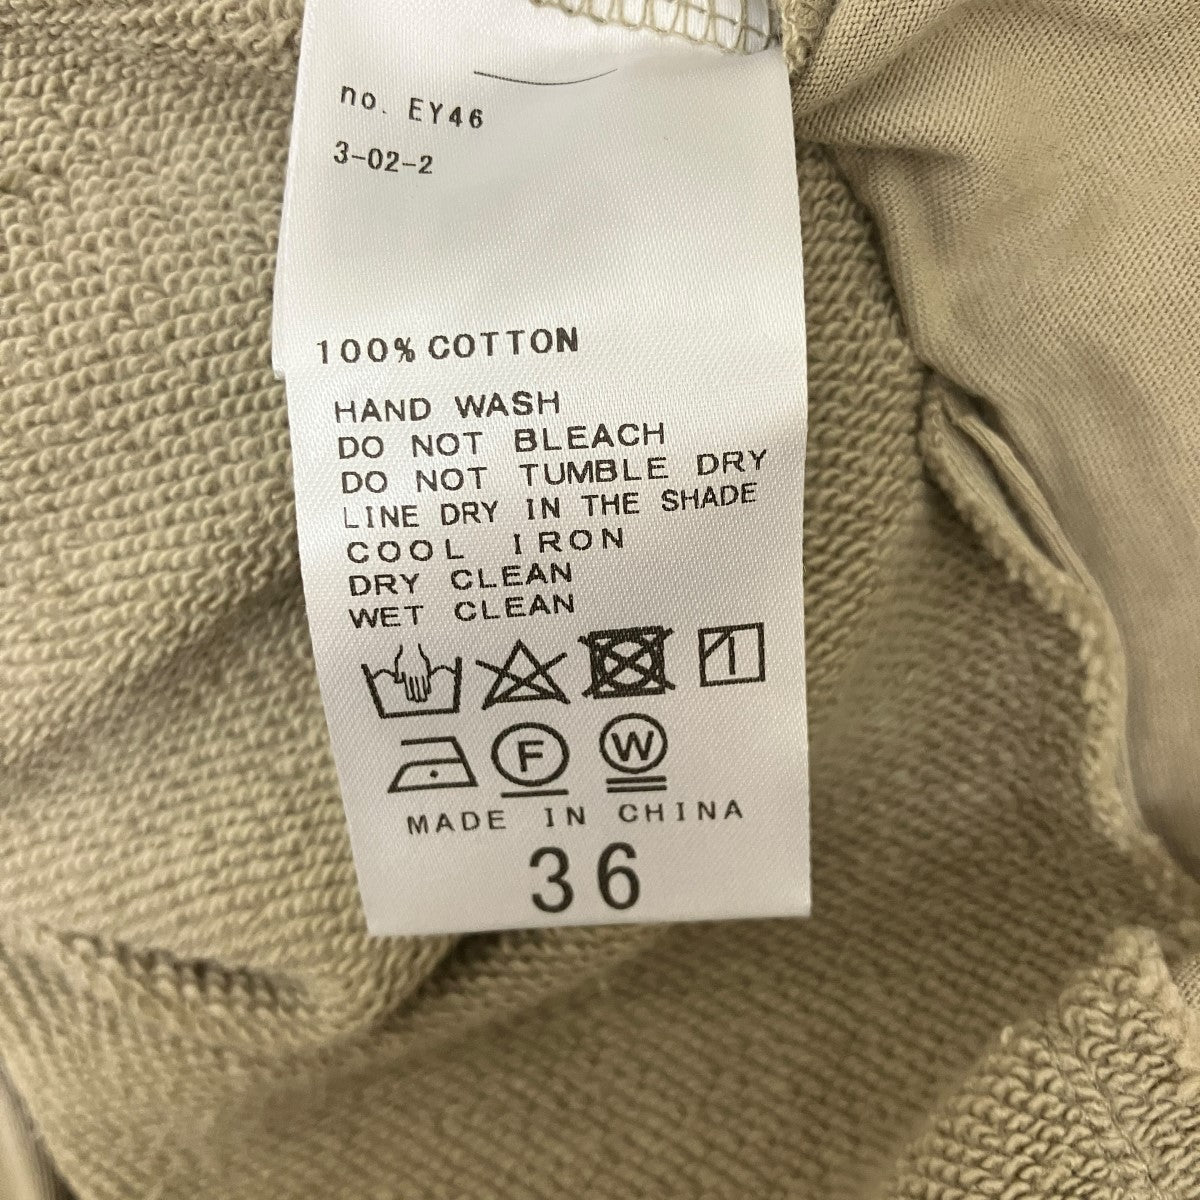 no. EY46
3-02-2
100% COTTON
HAND WASH
DO NOT BLEACH
DO NOT TUMBLE DRY
LINE DRY IN THE SHADE
COOL IRON
DRY CLEAN
WET CLEAN
F W
MADE IN CHINA
36